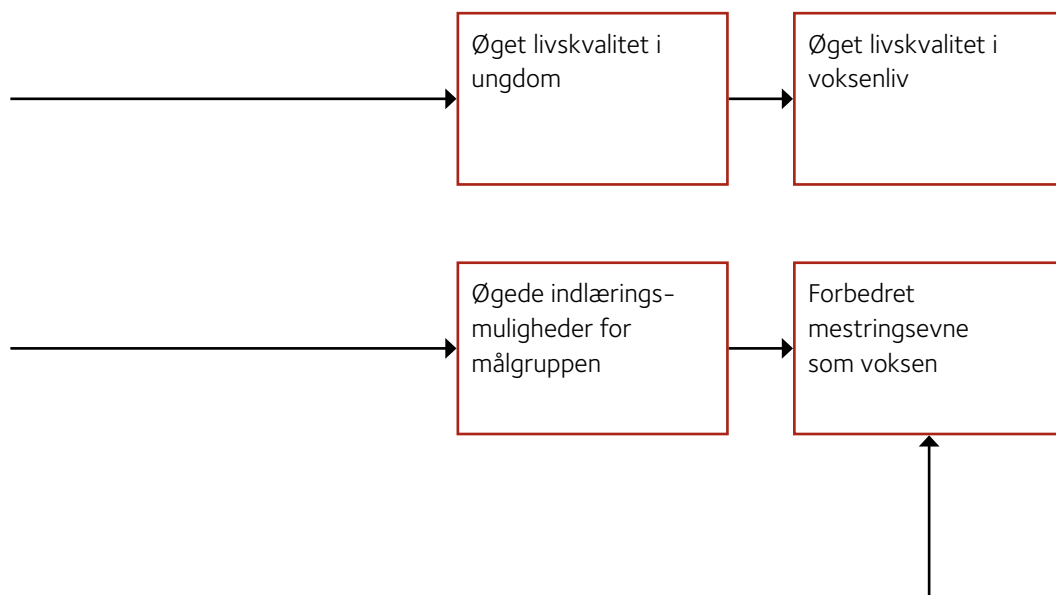 Øget livskvalitet i
ungdom
Øget livskvalitet i
voksenliv
Øgede indlærings-
muligheder for
målgruppen
Forbedret
mestringsevne
som voksen